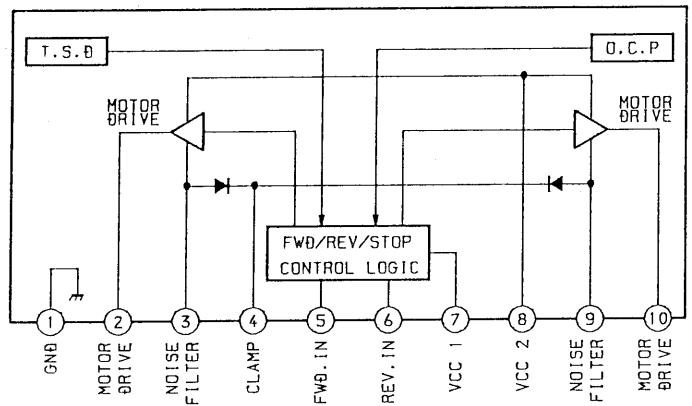 T.S.D
O.C.P
MOTOR
DRIVE
MOTOR
DRIVE
FWD/REV/STOP
CONTROL LOGIC
1
2
3
4
5
6
7
8
9
10
GND
MOTOR
DRIVE
NOISE
FILTER
CLAMP
FWD.IN
REV.IN
VCC 1
VCC 2
NOISE
FILTER
MOTOR
DRIVE